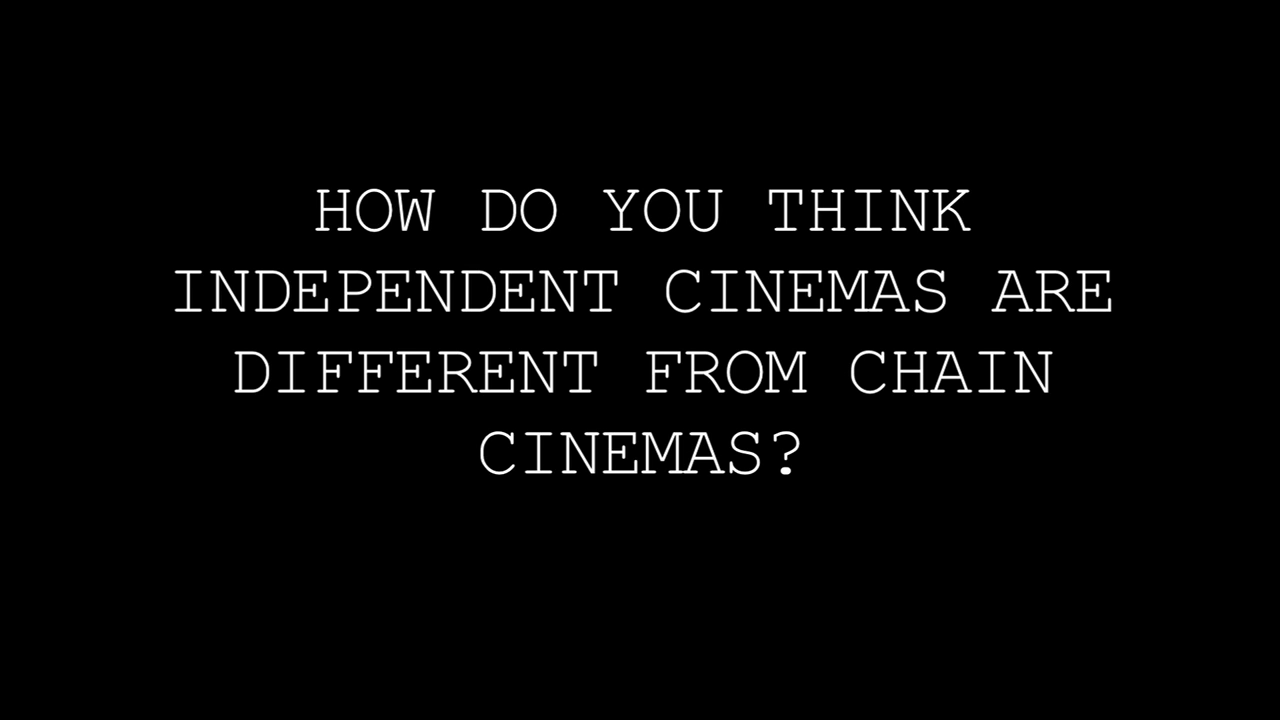 HOW DO YOU THINK
INDEPENDENT CINEMAS ARE
DIFFERENT FROM CHAIN
CINEMAS?